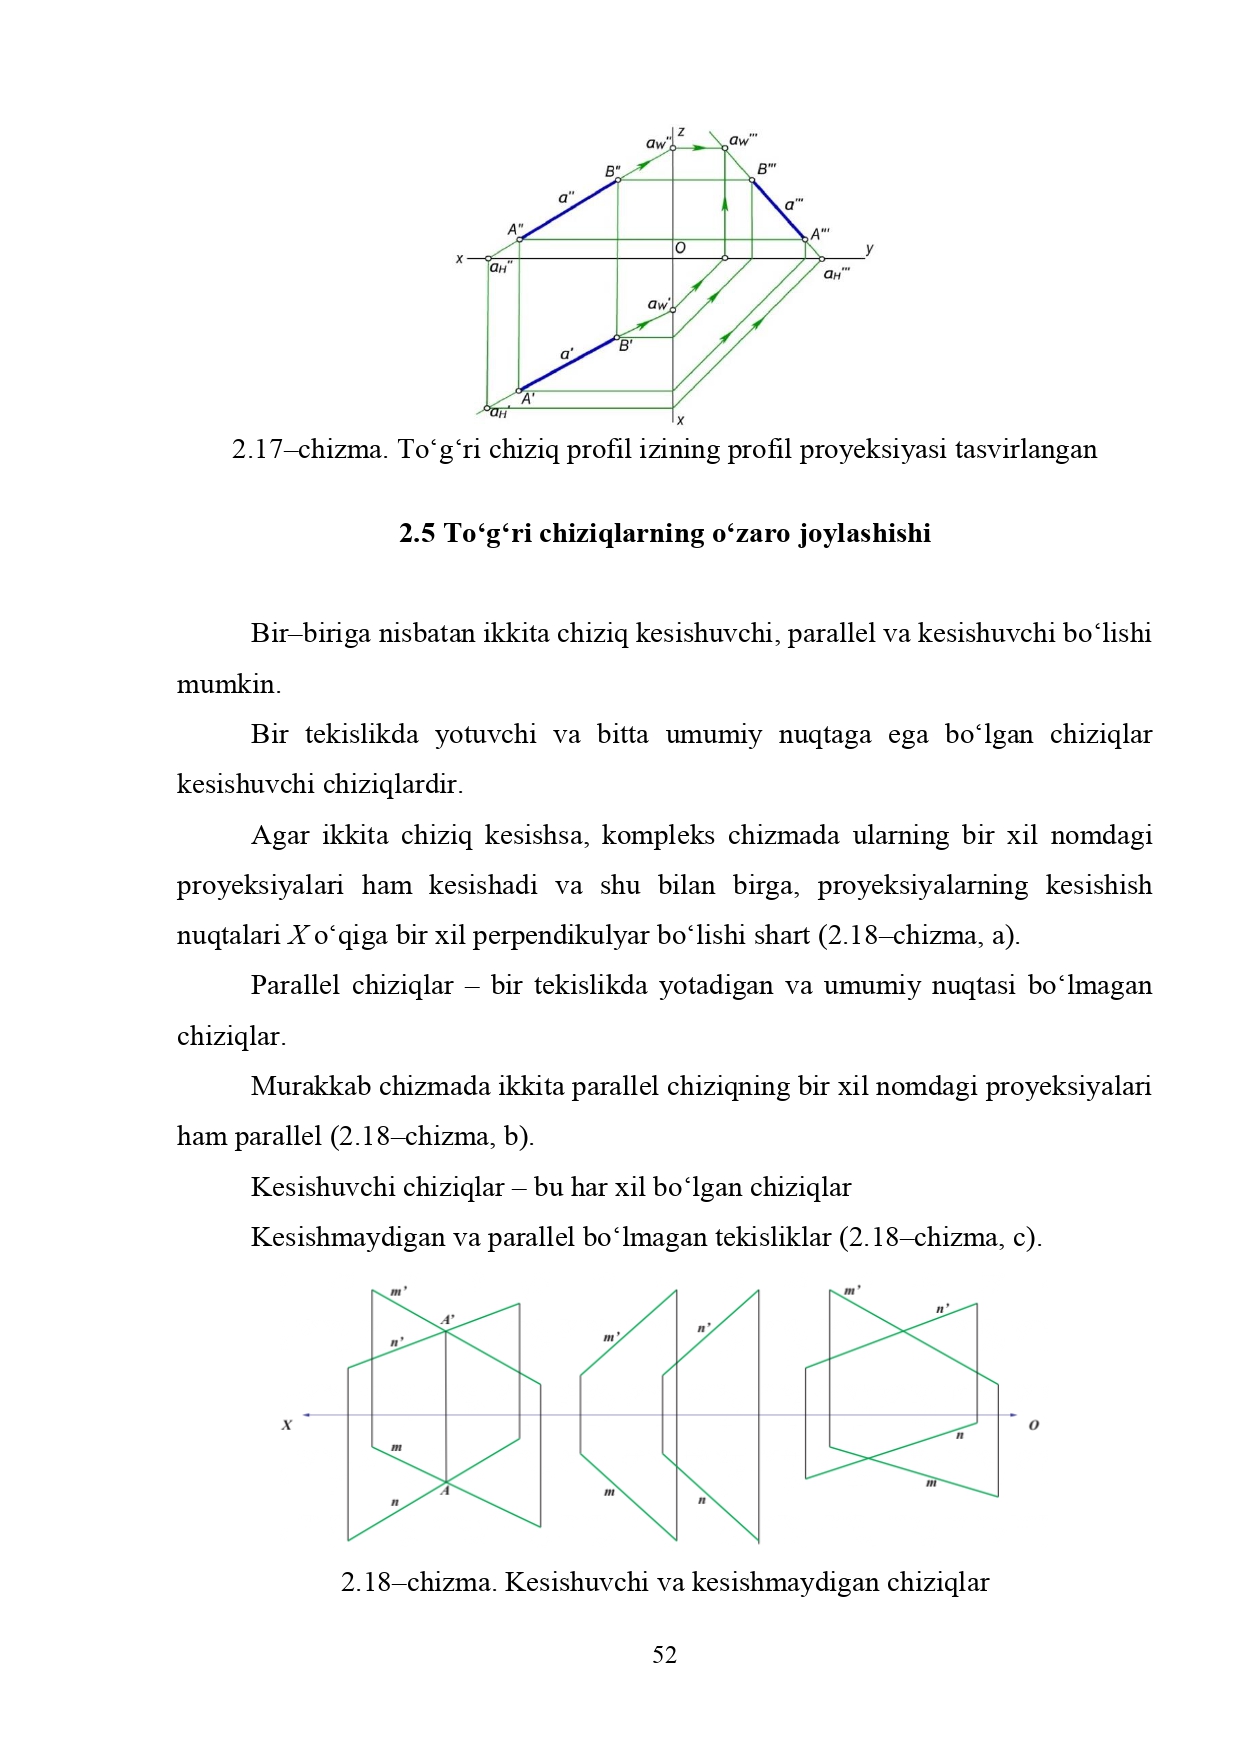 z
aw" aw'''
B" B'''
a" a'''
A" A'''
O y
x
aH" aH'''
aw'
B'
a'
A'
aH'
x
2.17–chizma. To‘g‘ri chiziq profil izining profil proyeksiyasi tasvirlangan
2.5 To‘g‘ri chiziqlarning o‘zaro joylashishi
Bir–biriga nisbatan ikkita chiziq kesishuvchi, parallel va kesishuvchi bo‘lishi
mumkin.
Bir tekislikda yotuvchi va bitta umumiy nuqtaga ega bo‘lgan chiziqlar
kesishuvchi chiziqlardir.
Agar ikkita chiziq kesishsa, kompleks chizmada ularning bir xil nomdagi
proyeksiyalari ham kesishadi va shu bilan birga, proyeksiyalarning kesishish
nuqtalari X o‘qiga bir xil perpendikulyar bo‘lishi shart (2.18–chizma, a).
Parallel chiziqlar – bir tekislikda yotadigan va umumiy nuqtasi bo‘lmagan
chiziqlar.
Murakkab chizmada ikkita parallel chiziqning bir xil nomdagi proyeksiyalari
ham parallel (2.18–chizma, b).
Kesishuvchi chiziqlar – bu har xil bo‘lgan chiziqlar
Kesishmaydigan va parallel bo‘lmagan tekisliklar (2.18–chizma, c).
m’ m’
A’ n’
n’ m’ n’
X O
m n
n A m n m
2.18–chizma. Kesishuvchi va kesishmaydigan chiziqlar
52